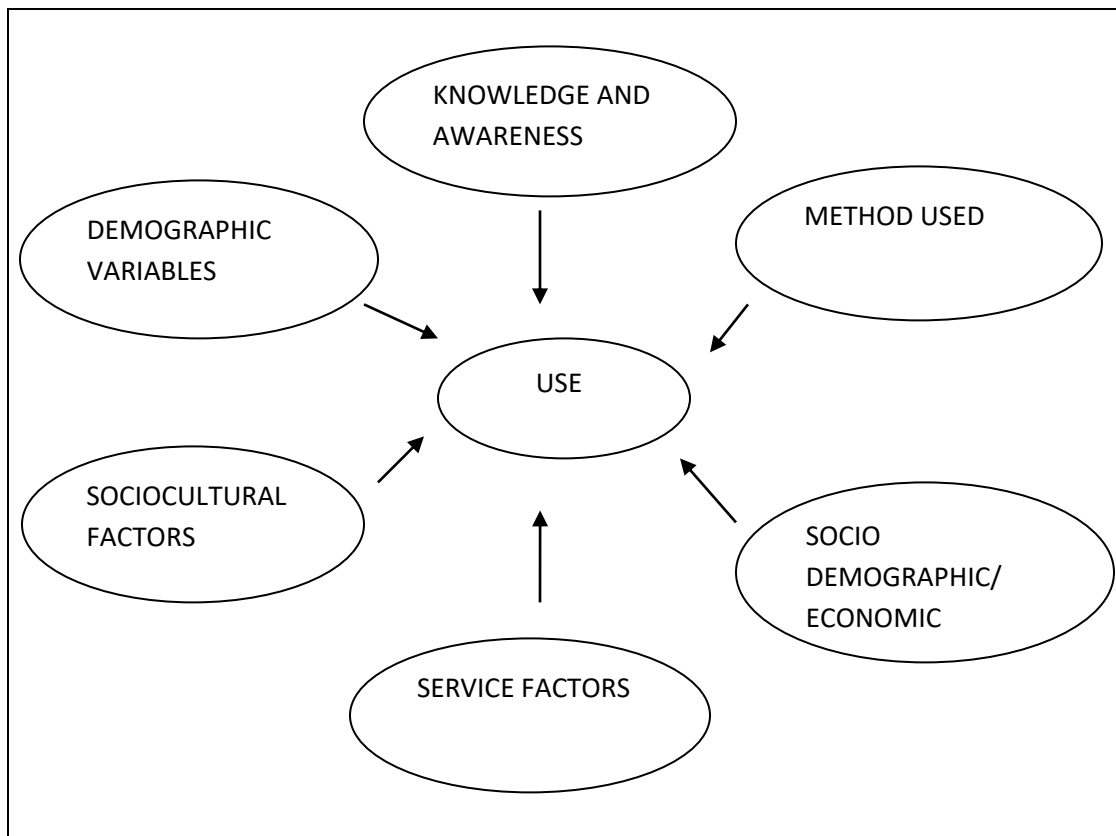 KNOWLEDGE AND
AWARENESS
METHOD USED
DEMOGRAPHIC
VARIABLES
USE
SOCIOCULTURAL
FACTORS
SOCIO
DEMOGRAPHIC/
ECONOMIC
SERVICE FACTORS